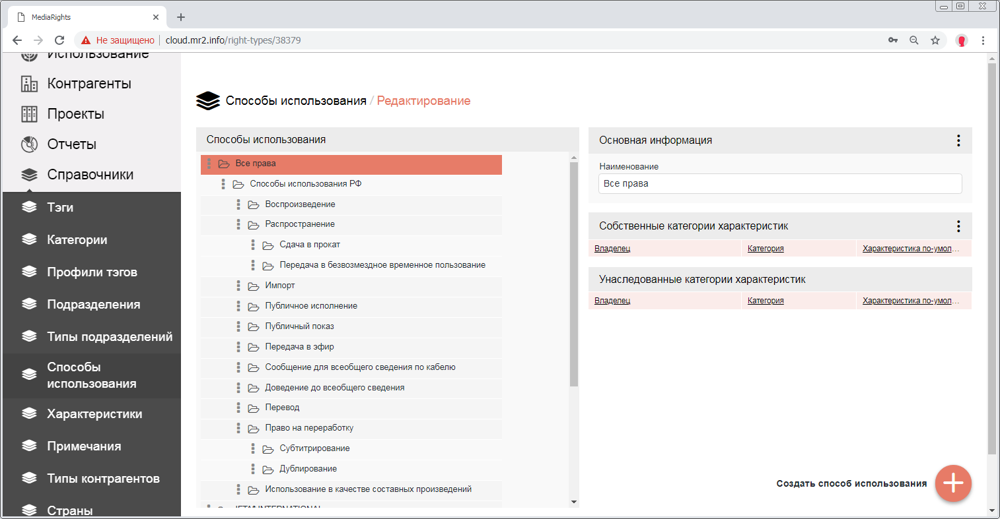 MediaRights
Не защищено
cloud.mr2.info/right-types/38379
Использование
Контрагенты
Проекты
Отчеты
Справочники
Тэги
Категории
Профили тэгов
Подразделения
Типы подразделений
Способы
использования
Характеристики
Примечания
Типы контрагентов
Страны
Способы использования / Редактирование
Способы использования
Все права
Способы использования РФ
Воспроизведение
Распространение
Сдача в прокат
Передача в безвозмездное временное пользование
Импорт
Публичное исполнение
Публичный показ
Передача в эфир
Сообщение для всеобщего сведения по кабелю
Доведение до всеобщего сведения
Перевод
Право на переработку
Субтитрирование
Дублирование
Использование в качестве составных произведений
INTERNATIONAL
Основная информация
Наименование
Все права
Собственные категории характеристик
Владелец Категория Характеристика по-умол...
Унаследованные категории характеристик
Владелец Категория Характеристика по-умол...
Создать способ использования